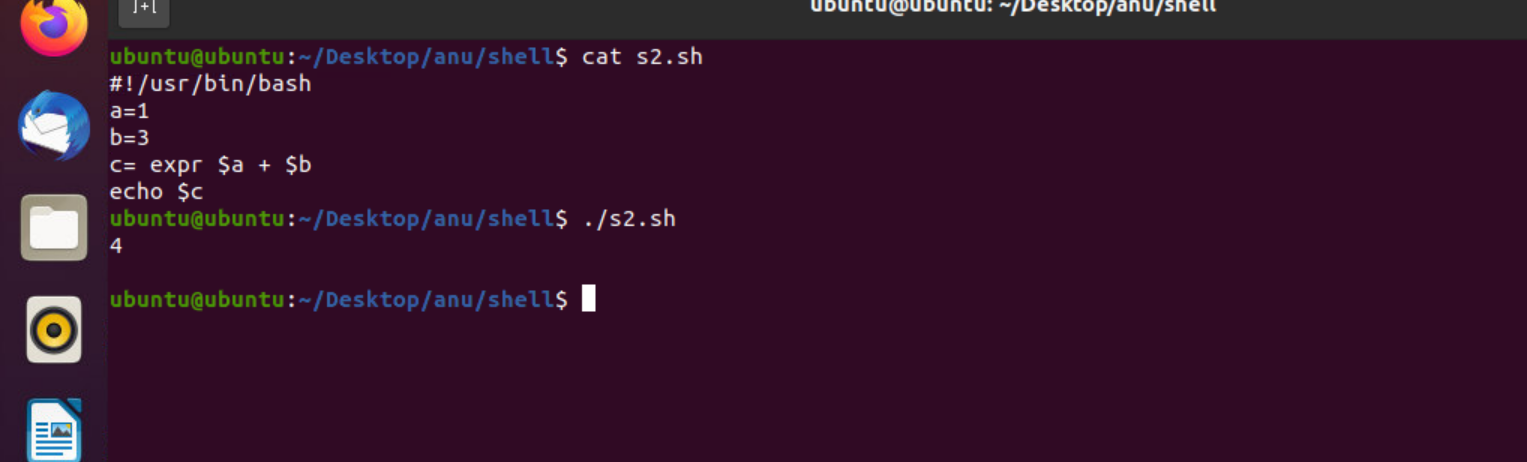 ubuntu@ubuntu: ~/Desktop/anu/shell
ubuntu@ubuntu:~/Desktop/anu/shell$ cat s2.sh
#!/usr/bin/bash
a=1
b=3
c= expr $a + $b
echo $c
ubuntu@ubuntu:~/Desktop/anu/shell$ ./s2.sh
4
ubuntu@ubuntu:~/Desktop/anu/shell$